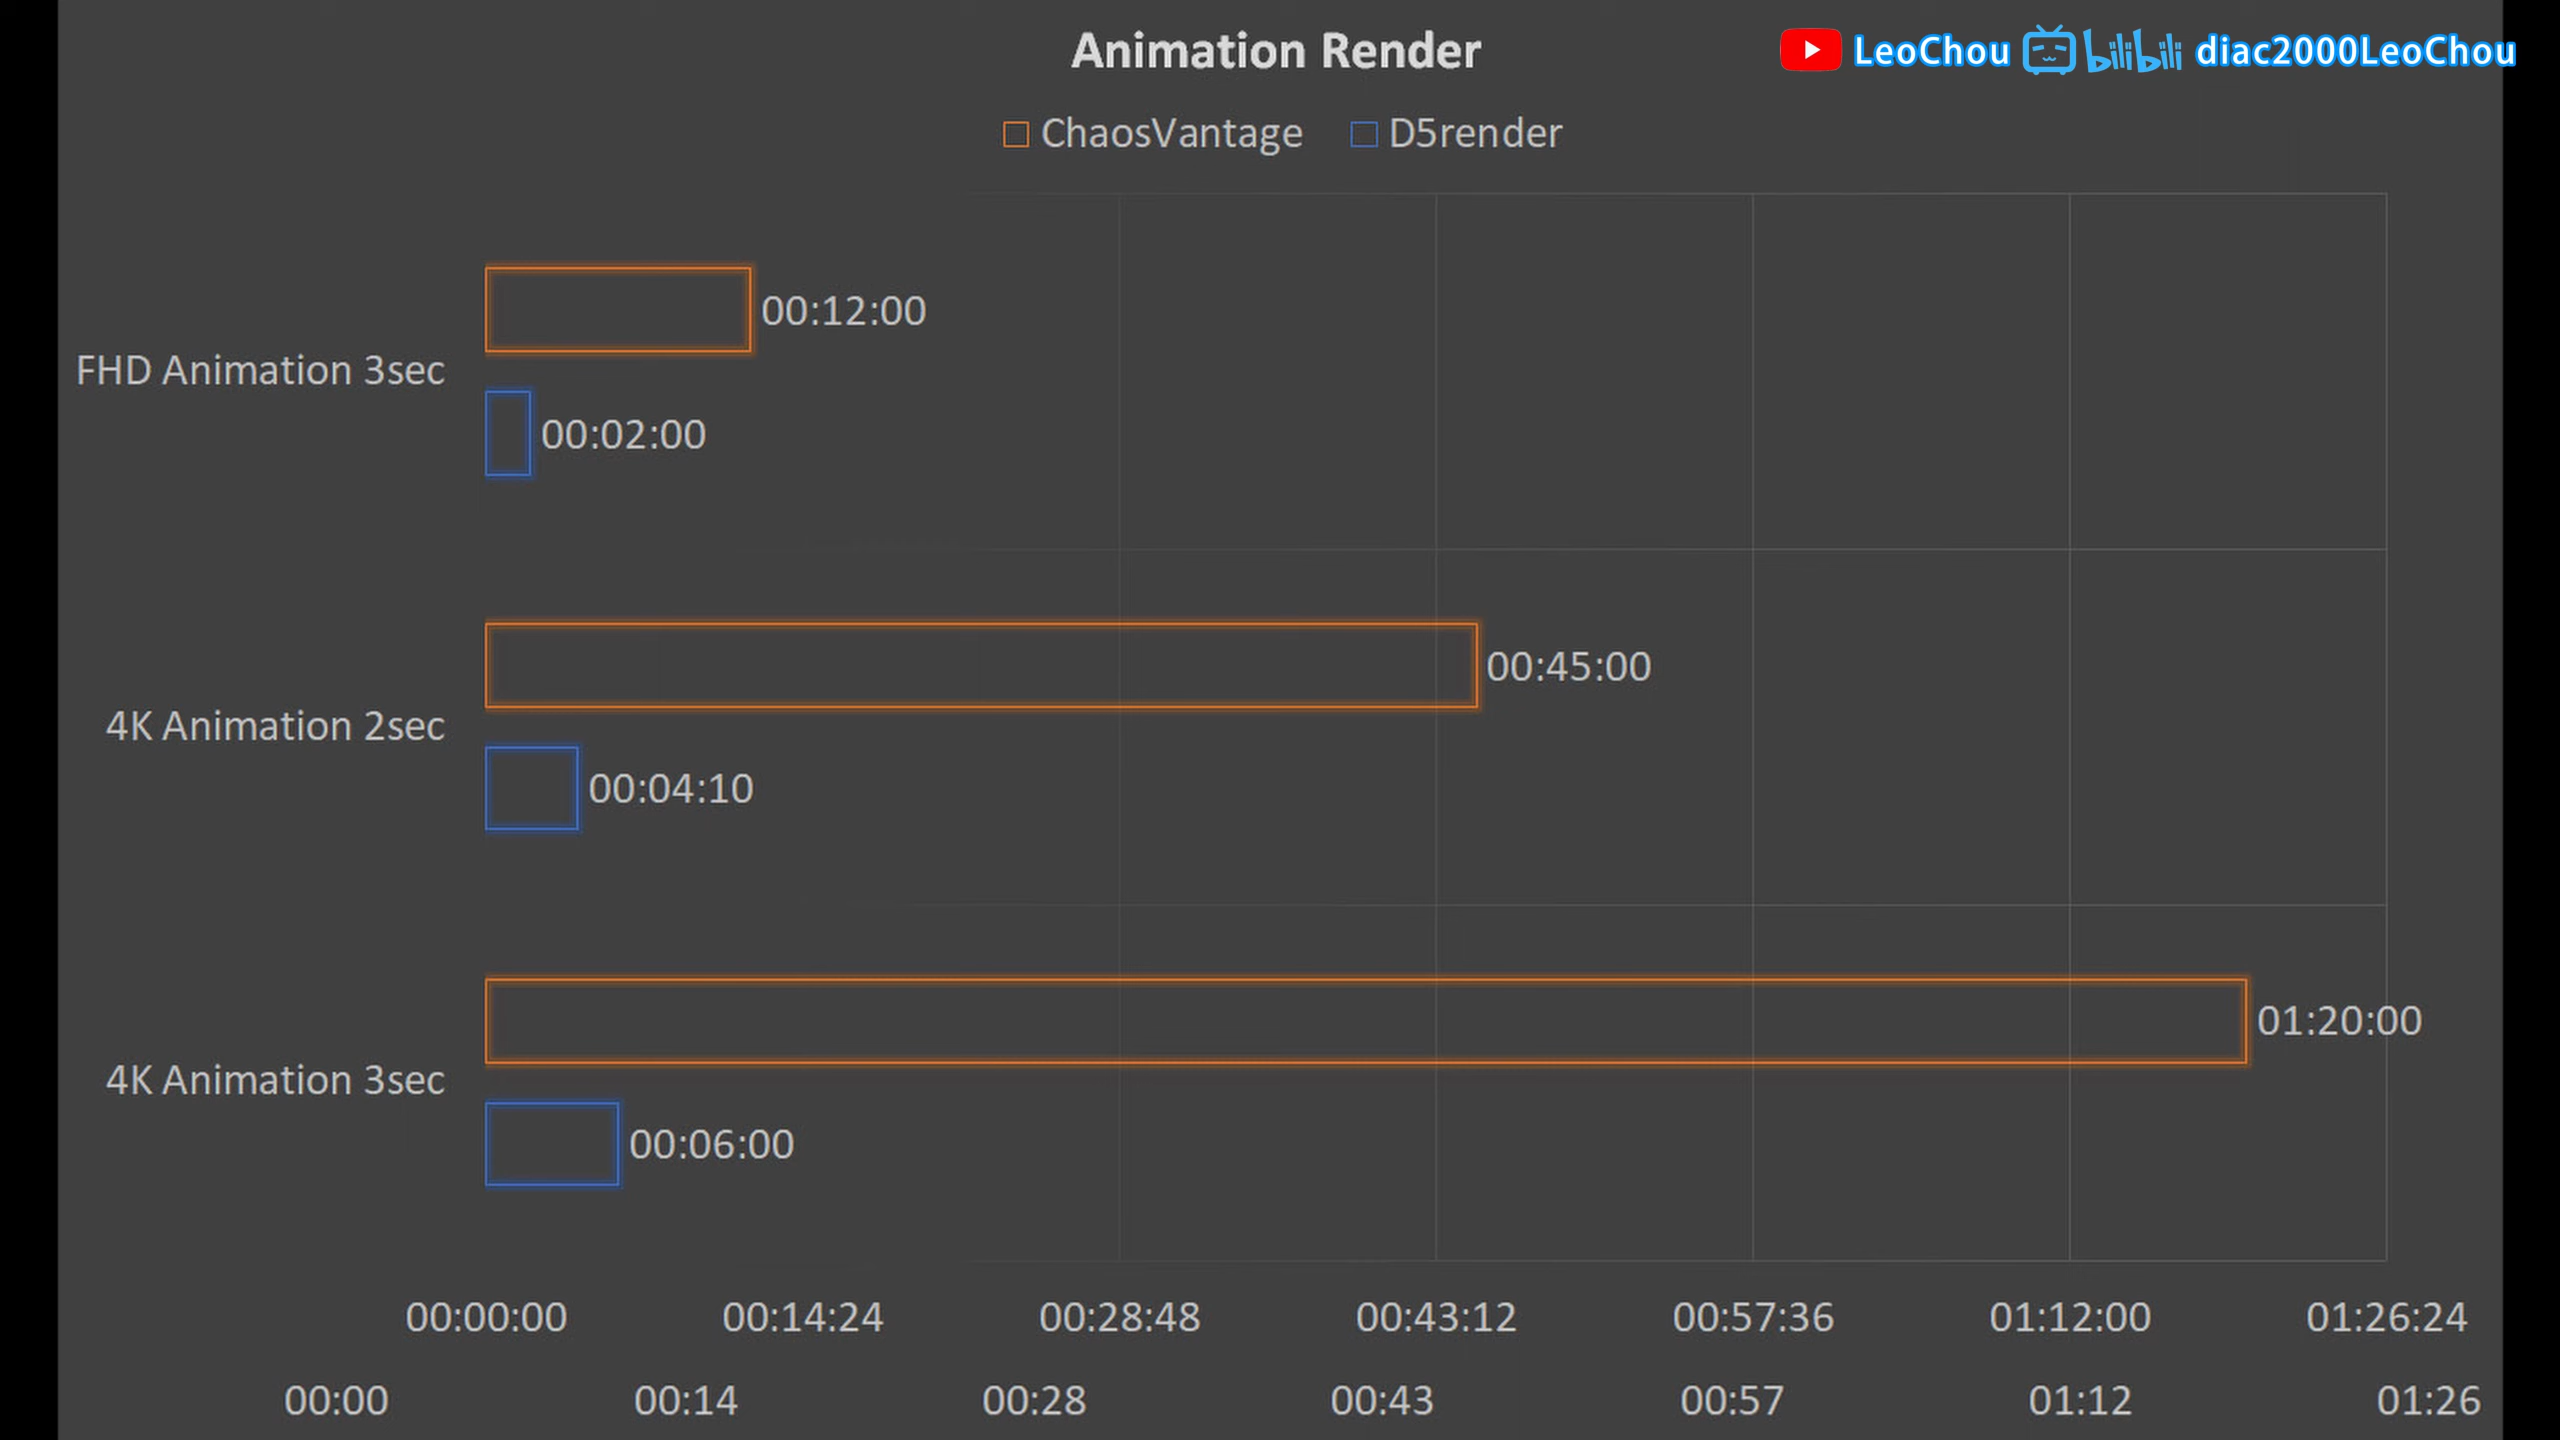 Animation Render
LeoChou bilibili diac2000LeoChou
ChaosVantage D5render
00:12:00
FHD Animation 3sec
00:02:00
00:45:00
4K Animation 2sec
00:04:10
01:20:00
4K Animation 3sec
00:06:00
00:00:00 00:14:24 00:28:48 00:43:12 00:57:36 01:12:00 01:26:24
00:00 00:14 00:28 00:43 00:57 01:12 01:26